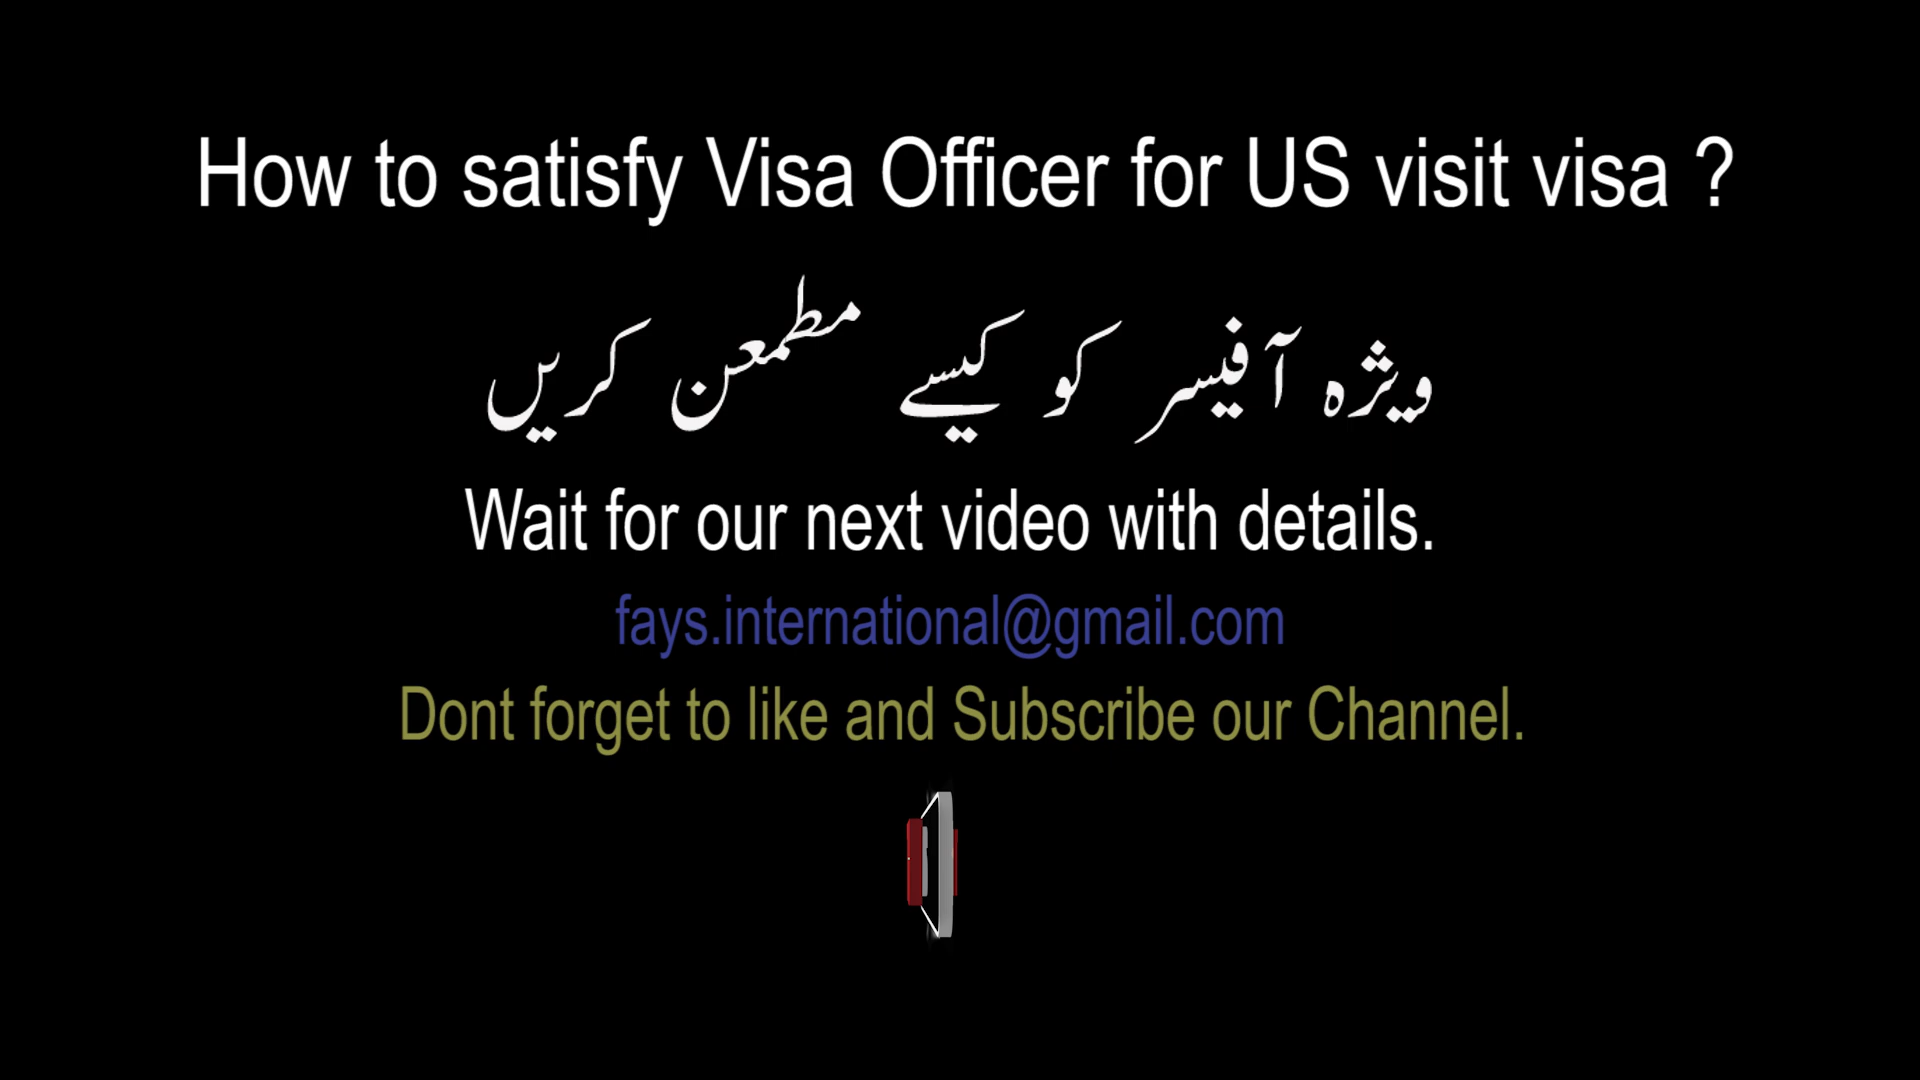 How to satisfy Visa Officer for US visit visa ?
ویژہ آفیسر کو کیسے مطمعن کریں
Wait for our next video with details.
fays.international@gmail.com
Dont forget to like and Subscribe our Channel.